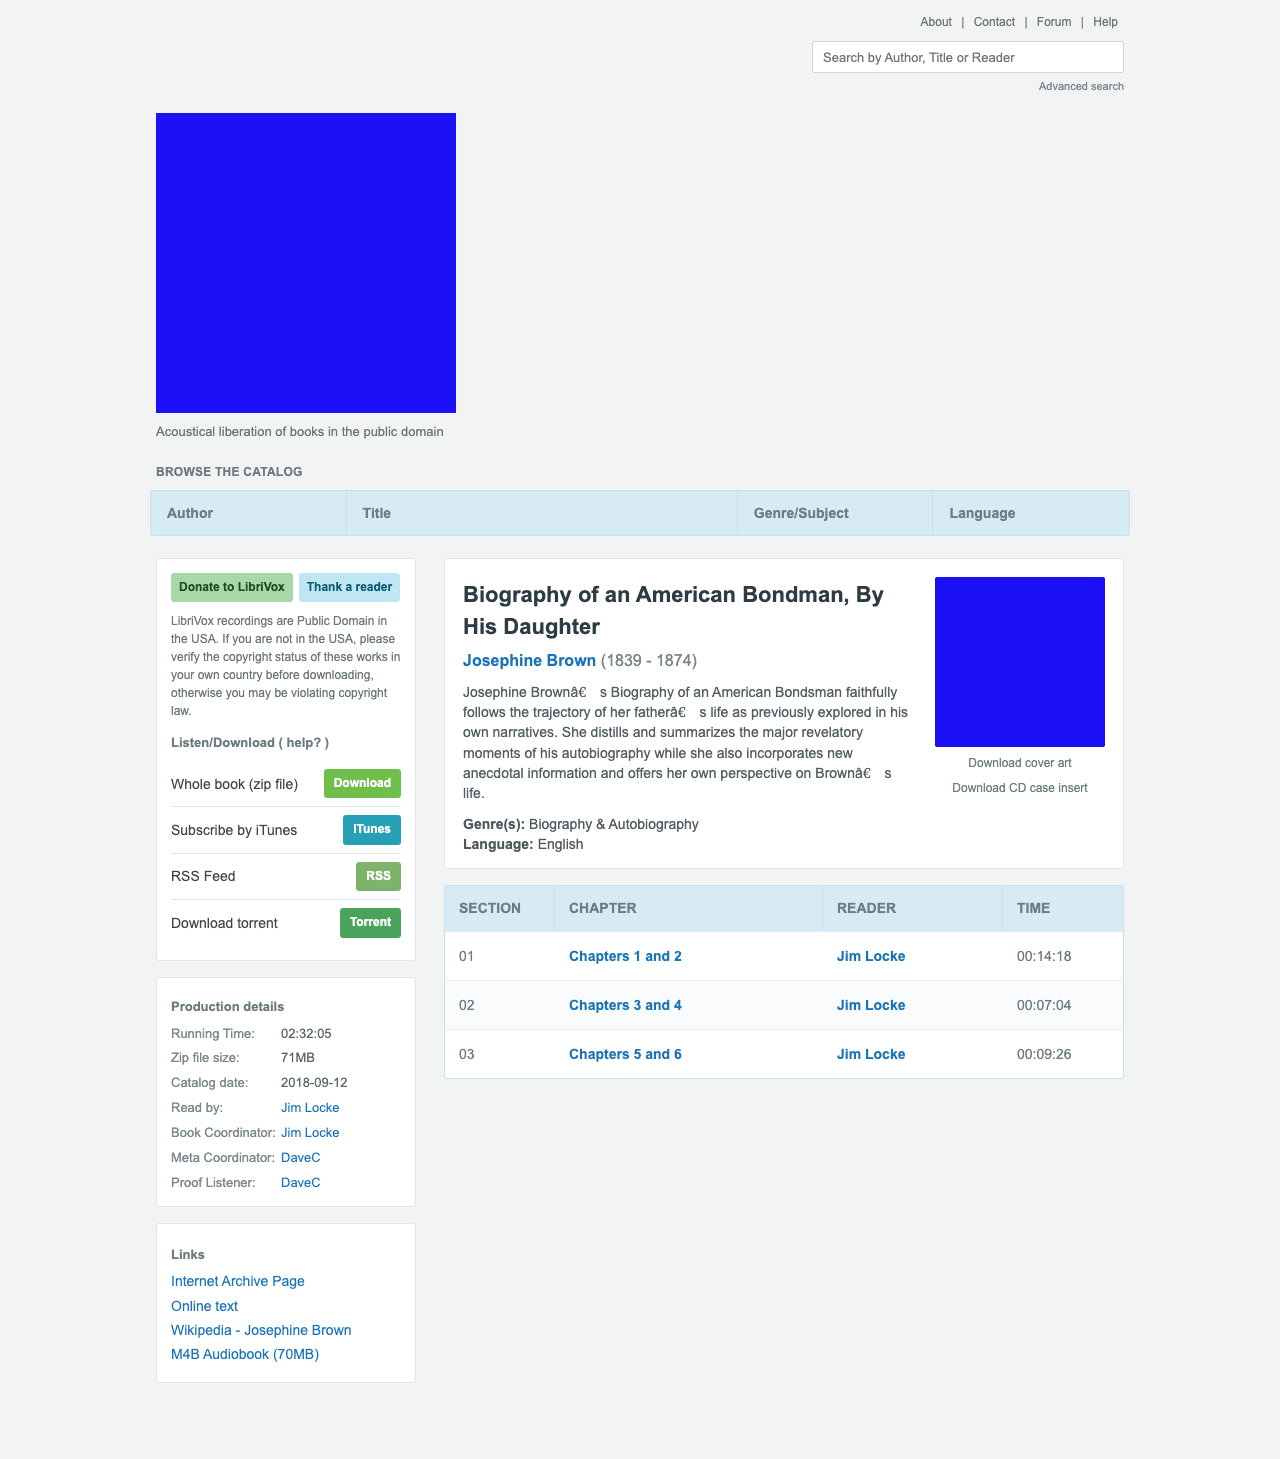 About | Contact | Forum | Help
Search by Author, Title or Reader
Advanced search
Acoustical liberation of books in the public domain
BROWSE THE CATALOG
Author Title Genre/Subject Language
Donate to LibriVox Thank a reader
LibriVox recordings are Public Domain in
the USA. If you are not in the USA, please
verify the copyright status of these works in
your own country before downloading,
otherwise you may be violating copyright
law.
Listen/Download ( help? )
Whole book (zip file) Download
Subscribe by iTunes iTunes
RSS Feed RSS
Download torrent Torrent
Production details
Running Time: 02:32:05
Zip file size: 71MB
Catalog date: 2018-09-12
Read by: Jim Locke
Book Coordinator: Jim Locke
Meta Coordinator: DaveC
Proof Listener: DaveC
Links
Internet Archive Page
Online text
Wikipedia - Josephine Brown
M4B Audiobook (70MB)
Biography of an American Bondman, By
His Daughter
Josephine Brown (1839 - 1874)
Josephine Brownâ€ s Biography of an American Bondsman faithfully
follows the trajectory of her fatherâ€ s life as previously explored in his
own narratives. She distills and summarizes the major revelatory
moments of his autobiography while she also incorporates new
anecdotal information and offers her own perspective on Brownâ€ s
life.
Genre(s): Biography & Autobiography
Language: English
Download cover art
Download CD case insert
SECTION CHAPTER READER TIME
01 Chapters 1 and 2 Jim Locke 00:14:18
02 Chapters 3 and 4 Jim Locke 00:07:04
03 Chapters 5 and 6 Jim Locke 00:09:26